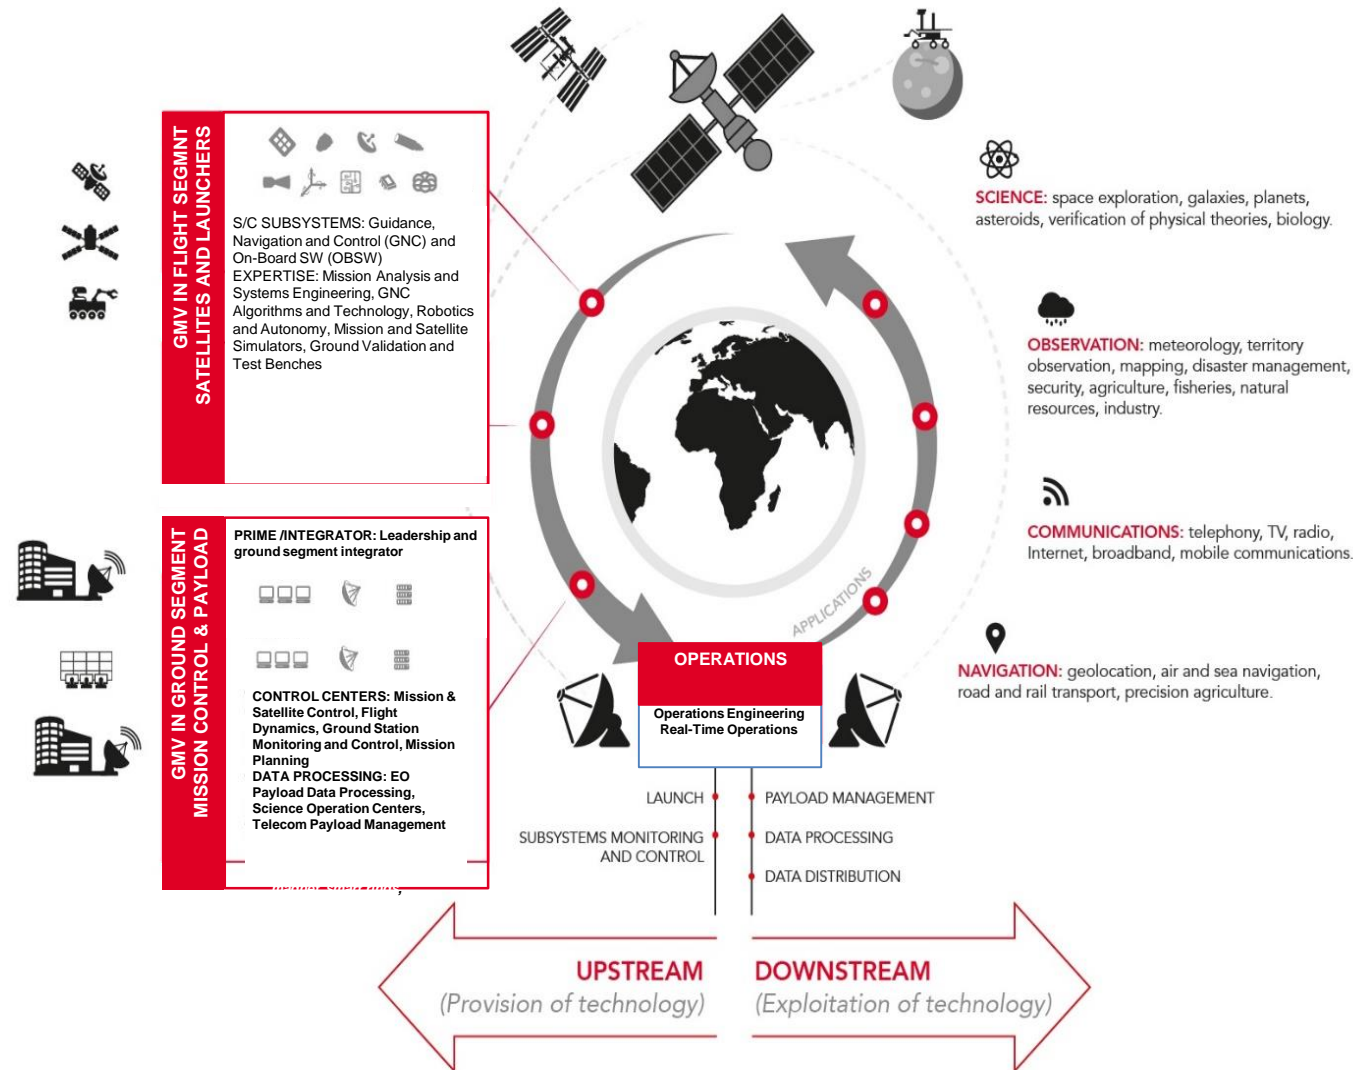 GMV IN FLIGHT SEGMNT
SATELLITES AND LAUNCHERS
S/C SUBSYSTEMS: Guidance,
Navigation and Control (GNC) and
On-Board SW (OBSW)
EXPERTISE: Mission Analysis and
Systems Engineering, GNC
Algorithms and Technology, Robotics
and Autonomy, Mission and Satellite
Simulators, Ground Validation and
Test Benches
GMV IN GROUND SEGMENT
MISSION CONTROL & PAYLOAD
PRIME /INTEGRATOR: Leadership and
ground segment integrator
CONTROL CENTERS: Mission &
Satellite Control, Flight
Dynamics, Ground Station
Monitoring and Control, Mission
Planning
DATA PROCESSING: EO
Payload Data Processing,
Science Operation Centers,
Telecom Payload Management
SCIENCE: space exploration, galaxies, planets,
asteroids, verification of physical theories, biology.
OBSERVATION: meteorology, territory
observation, mapping, disaster management,
security, agriculture, fisheries, natural
resources, industry.
COMMUNICATIONS: telephony, TV, radio,
Internet, broadband, mobile communications.
NAVIGATION: geolocation, air and sea navigation,
road and rail transport, precision agriculture.
APPLICATIONS
OPERATIONS
Operations Engineering
Real-Time Operations
LAUNCH
SUBSYSTEMS MONITORING
AND CONTROL
PAYLOAD MANAGEMENT
DATA PROCESSING
DATA DISTRIBUTION
UPSTREAM
(Provision of technology)
DOWNSTREAM
(Exploitation of technology)